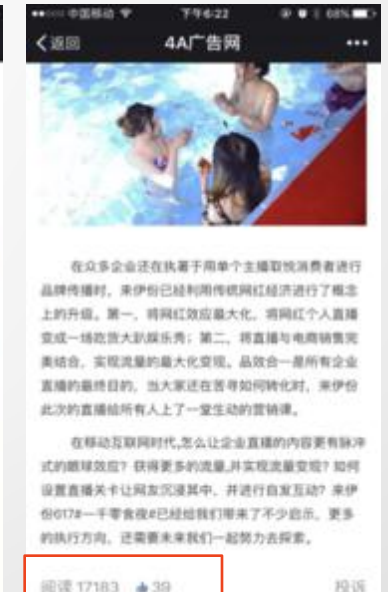 中国移动 下午6:22 68%
返回 4A广告网
在众多企业还在执著于用单个主播取悦消费者进行
品牌传播时，来伊份已经利用传统网红经济进行了概念
上的升级。第一，将网红效应最大化，将网红个人直播
变成一场吃货大趴娱乐秀；第二，将直播与电商销售完
美结合，实现流量的最大化变现。品效合一是所有企业
直播的最终目的，当大家还在苦寻如何转化时，来伊份
此次的直播给所有人上了一堂生动的营销课。
在移动互联网时代,怎么让企业直播的内容更有脉冲
式的眼球效应？获得更多的流量,并实现流量变现？如何
设置直播关卡让网友沉浸其中，并进行自发互动？来伊
份617#一千零食夜#已经给我们带来了不少启示，更多
的执行方向，还需要未来我们一起努力去探索。
阅读 17183 39 投诉